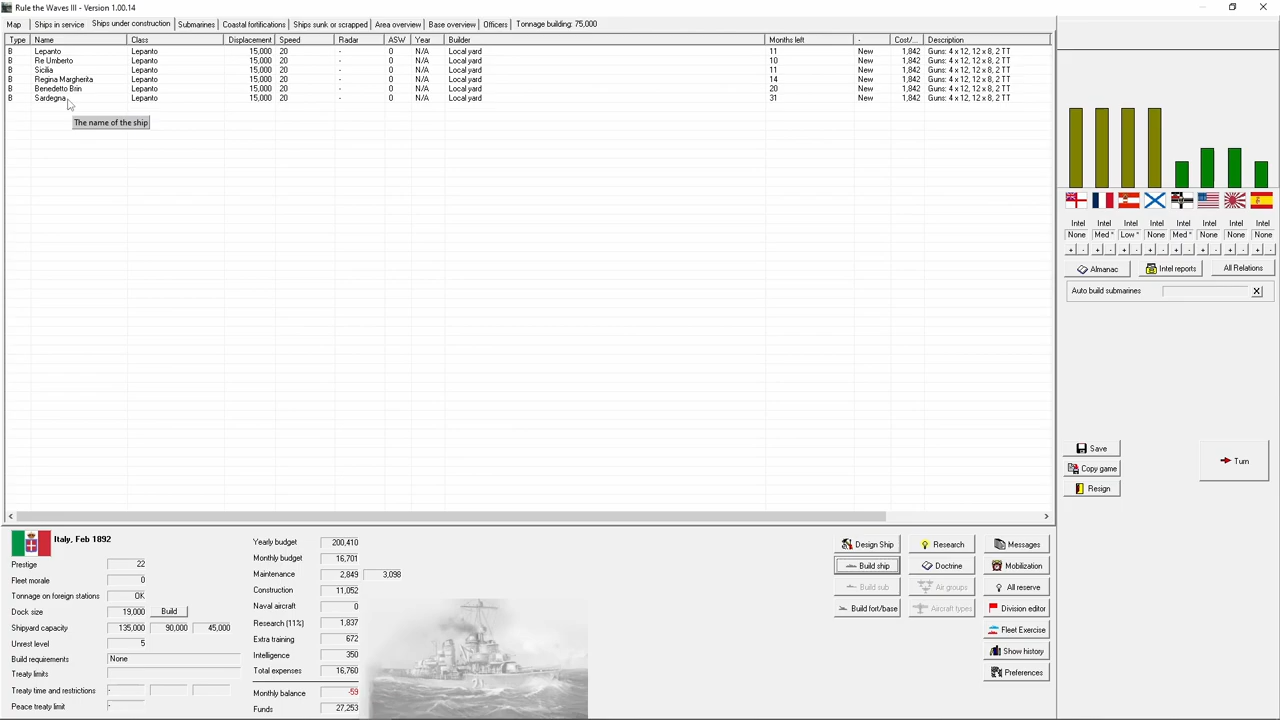 Rule the Waves III - Version 1.00.14
Map Ships in service Ships under construction Submarines Coastal fortifications Ships sunk or scrapped Area overview Base overview Officers Tonnage building: 75,000
Type Name Class Displacement Speed Radar ASW Year Builder Months left - Cost/... Description
B Lepanto Lepanto 15,000 20 - 0 N/A Local yard 11 New 1,842 Guns: 4 x 12, 12 x 8, 2 TT
B Re Umberto Lepanto 15,000 20 - 0 N/A Local yard 10 New 1,842 Guns: 4 x 12, 12 x 8, 2 TT
B Sicilia Lepanto 15,000 20 - 0 N/A Local yard 11 New 1,842 Guns: 4 x 12, 12 x 8, 2 TT
B Regina Margherita Lepanto 15,000 20 - 0 N/A Local yard 14 New 1,842 Guns: 4 x 12, 12 x 8, 2 TT
B Benedetto Brin Lepanto 15,000 20 - 0 N/A Local yard 20 New 1,842 Guns: 4 x 12, 12 x 8, 2 TT
B Sardegna Lepanto 15,000 20 - 0 N/A Local yard 31 New 1,842 Guns: 4 x 12, 12 x 8, 2 TT
The name of the ship
Intel Intel Intel Intel Intel Intel Intel Intel
None Med * Low * None Med * None None None
+ - + - + - + - + - + - + - + -
Almanac Intel reports All Relations
Auto build submarines X
Save
Copy game
Resign
Turn
Italy, Feb 1892
Prestige 22
Fleet morale 0
Tonnage on foreign stations OK
Dock size 19,000 Build
Shipyard capacity 135,000 90,000 45,000
Unrest level 5
Build requirements None
Treaty limits
Treaty time and restrictions -
Peace treaty limit -
Yearly budget 200,410
Monthly budget 16,701
Maintenance 2,849 3,098
Construction 11,052
Naval aircraft 0
Research (11%) 1,837
Extra training 672
Intelligence 350
Total expenses 16,760
Monthly balance -59
Funds 27,253
Design Ship Research Messages
Build ship Doctrine Mobilization
Build sub Air groups All reserve
Build fort/base Aircraft types Division editor
Fleet Exercise
Show history
Preferences